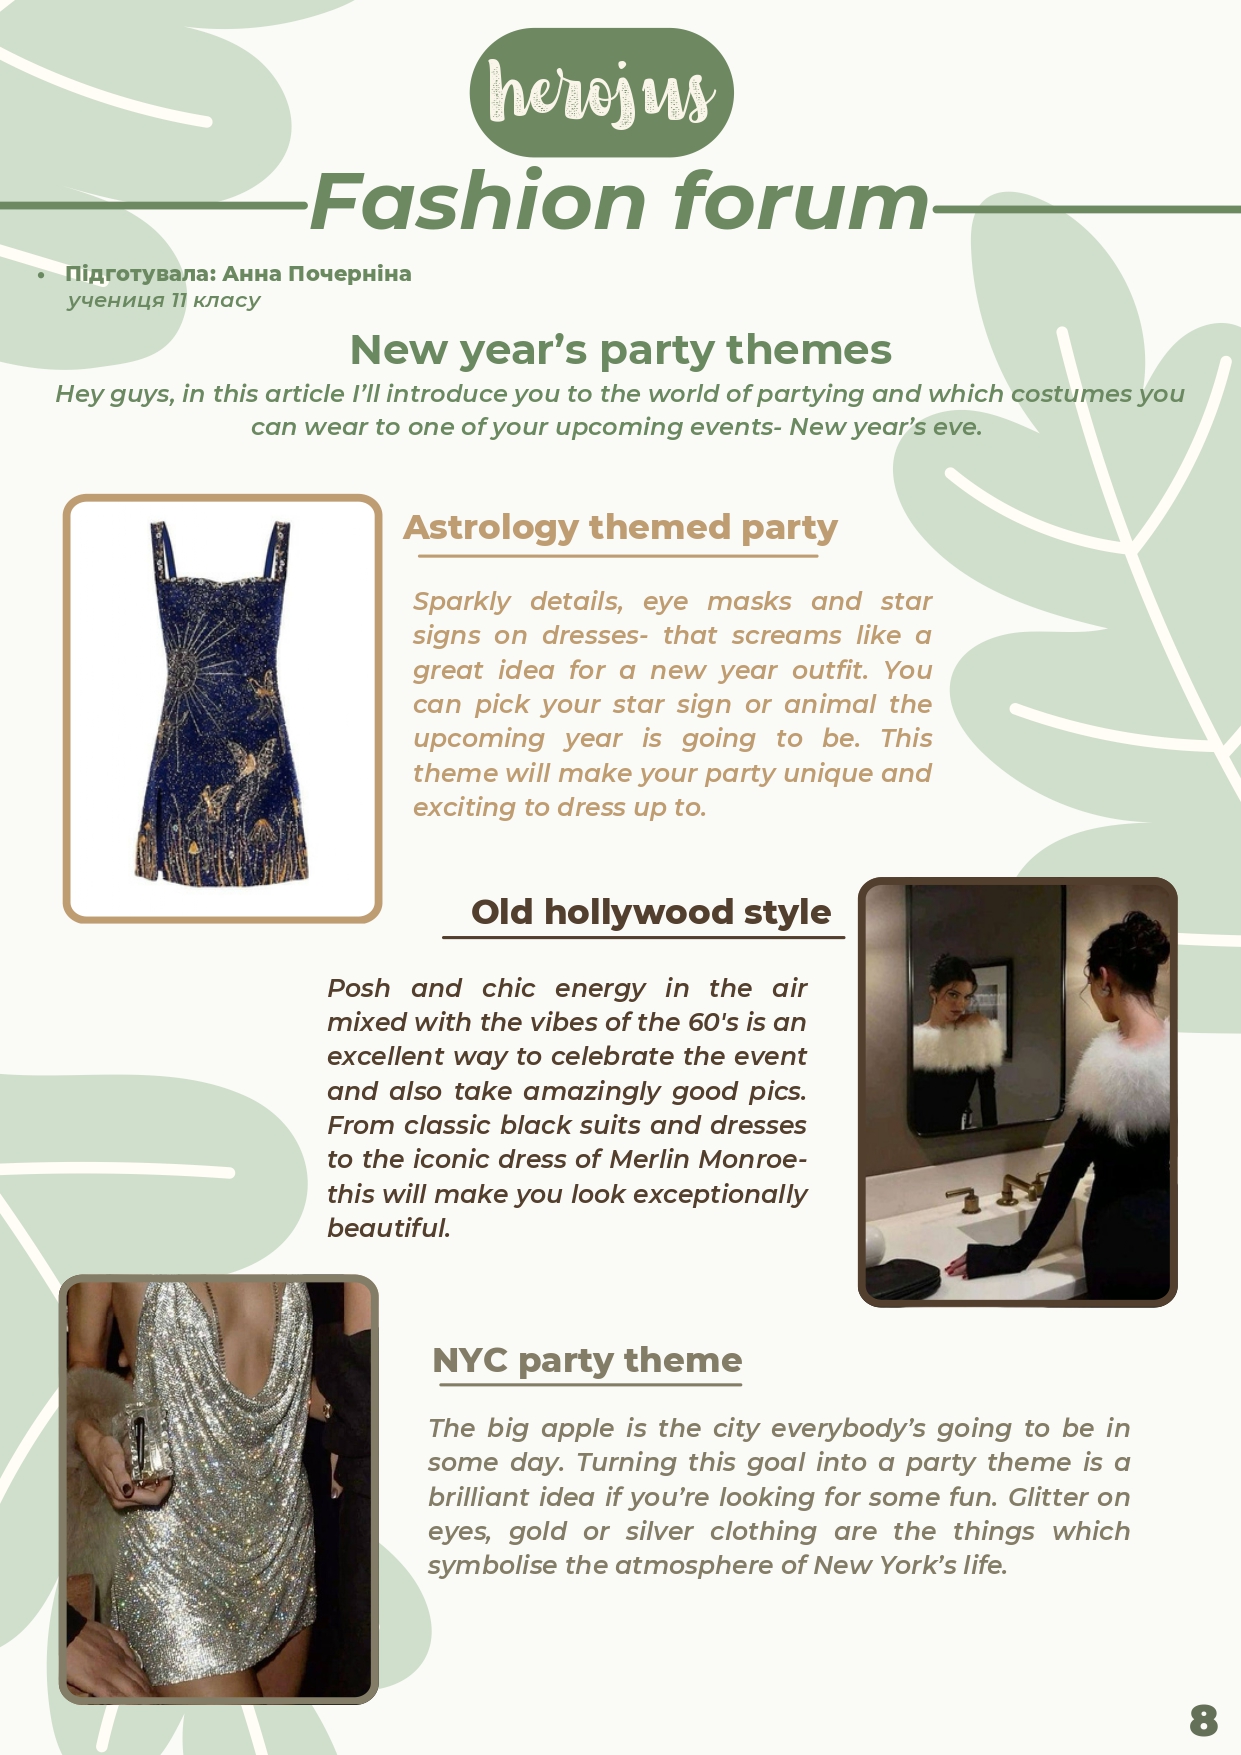 herojus
Fashion forum
• Підготувала: Анна Почерніна
учениця 11 класу
New year’s party themes
Hey guys, in this article I’ll introduce you to the world of partying and which costumes you
can wear to one of your upcoming events- New year’s eve.
Astrology themed party
Sparkly details, eye masks and star
signs on dresses- that screams like a
great idea for a new year outfit. You
can pick your star sign or animal the
upcoming year is going to be. This
theme will make your party unique and
exciting to dress up to.
Old hollywood style
Posh and chic energy in the air
mixed with the vibes of the 60's is an
excellent way to celebrate the event
and also take amazingly good pics.
From classic black suits and dresses
to the iconic dress of Merlin Monroe-
this will make you look exceptionally
beautiful.
NYC party theme
The big apple is the city everybody’s going to be in
some day. Turning this goal into a party theme is a
brilliant idea if you’re looking for some fun. Glitter on
eyes, gold or silver clothing are the things which
symbolise the atmosphere of New York’s life.
8